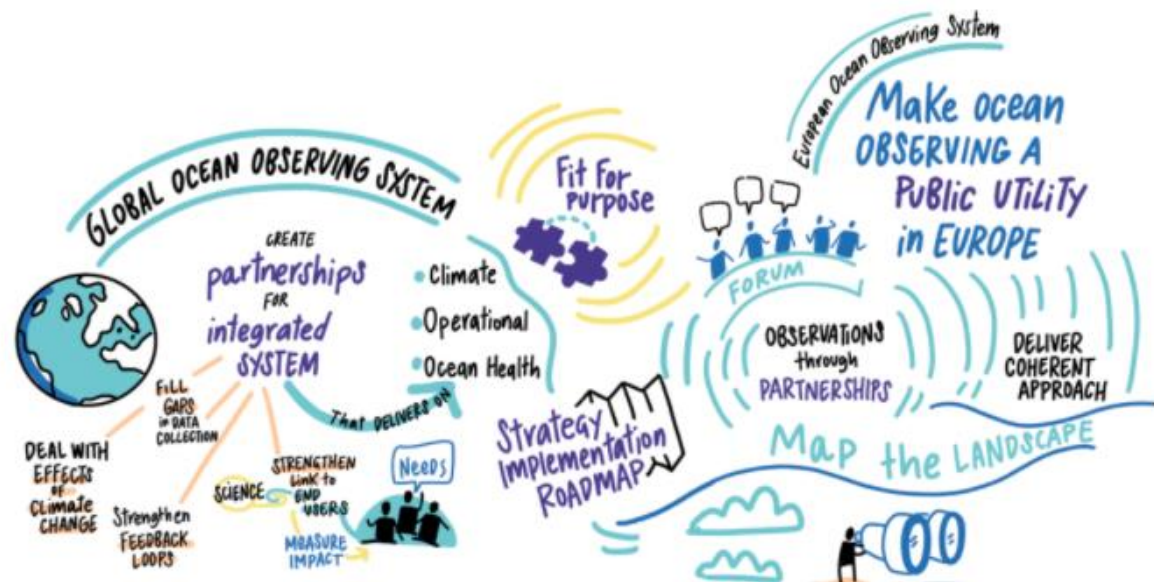 GLOBAL OCEAN OBSERVING SYSTEM
CREATE
partnerships
FOR
integrated
SYSTEM
Climate
Operational
Ocean Health
That DELIVERS ON
FILL
GAPS
in DATA
COLLECTION
DEAL WITH
EFFECTS
OF
Climate
CHANGE
Strengthen
FEEDBACK
LOOPS
STRENGTHEN
Link to
END
USERS
SCIENCE
MEASURE
IMPACT
NeeDS
Fit For
Purpose
Strategy
Implementation
ROADMAP
European Ocean Observing System
Make ocean
OBSERVING A
PUBLIC UTILITY
in EUROPE
FORUM
OBSERVATIONS
through
PARTNERSHIPS
DELIVER
COHERENT
APPROACH
Map the LANDSCAPE